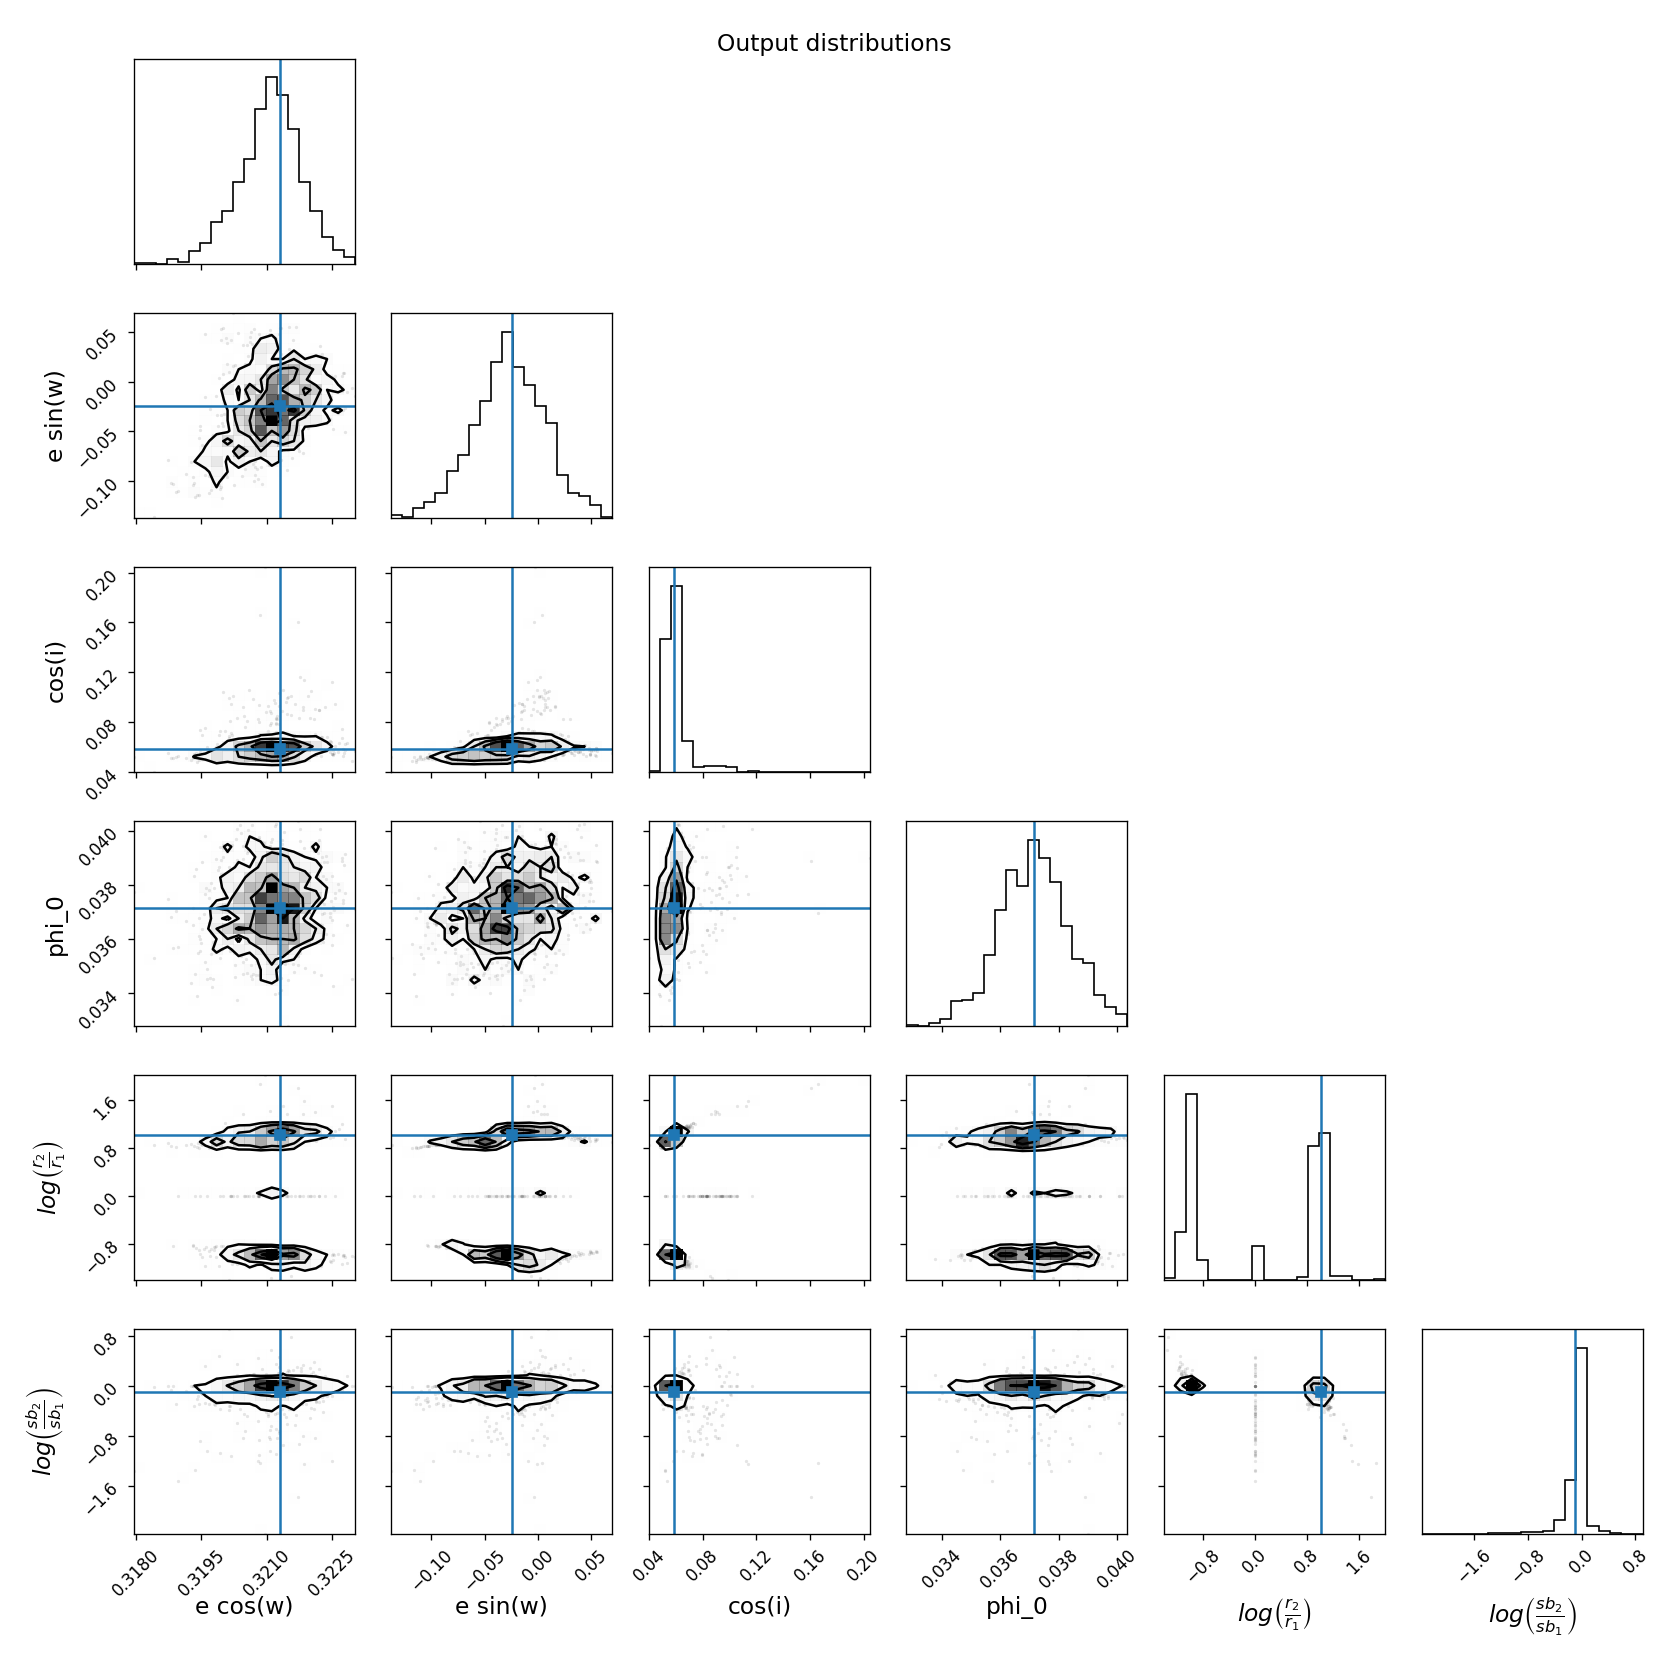 Output distributions
e sin(w)
0.05
0.00
−0.05
−0.10
cos(i)
0.20
0.16
0.12
0.08
0.04
phi_0
0.040
0.038
0.036
0.034
log(r₂/r₁)
1.6
0.8
0.0
−0.8
log(sb₂/sb₁)
0.8
0.0
−0.8
−1.6
0.3180 0.3195 0.3210 0.3225 −0.10 −0.05 0.00 0.05 0.04 0.08 0.12 0.16 0.20 0.034 0.036 0.038 0.040 −0.8 0.0 0.8 1.6 −1.6 −0.8 0.0 0.8
e cos(w) e sin(w) cos(i) phi_0 log(r₂/r₁) log(sb₂/sb₁)